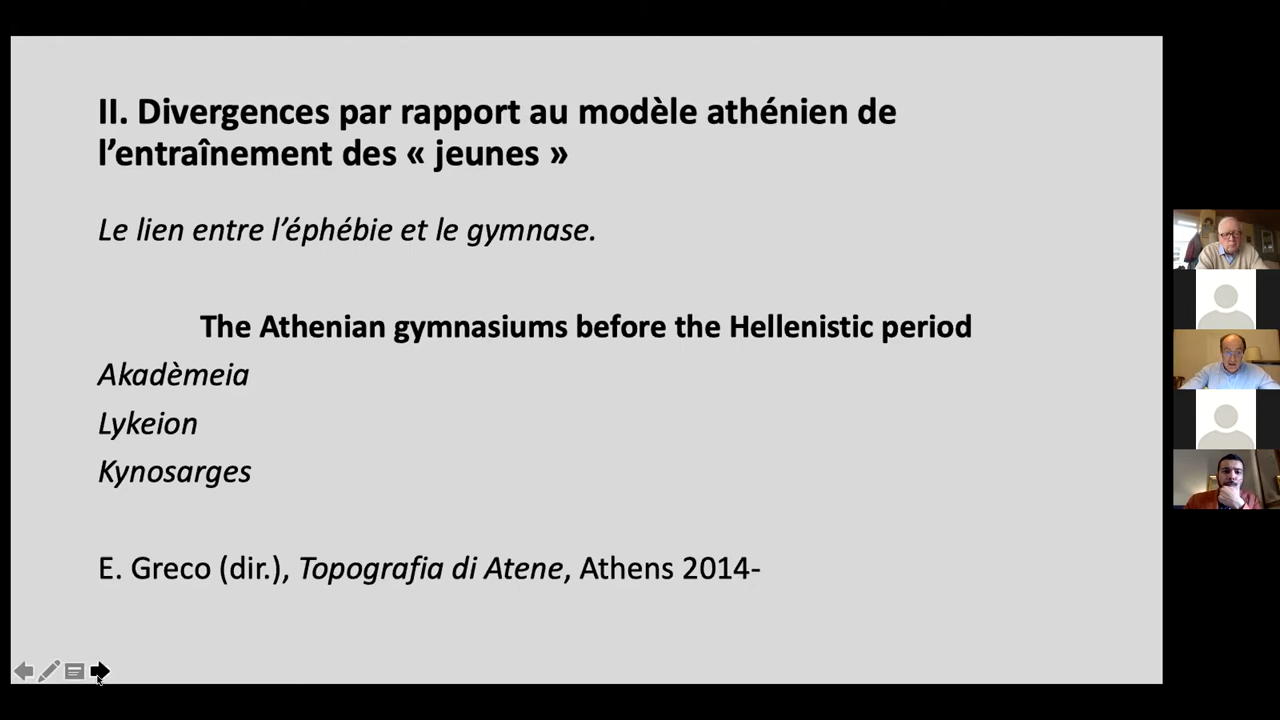 II. Divergences par rapport au modèle athénien de
l’entraînement des « jeunes »
Le lien entre l’éphébie et le gymnase.
The Athenian gymnasiums before the Hellenistic period
Akadèmeia
Lykeion
Kynosarges
E. Greco (dir.), Topografia di Atene, Athens 2014-